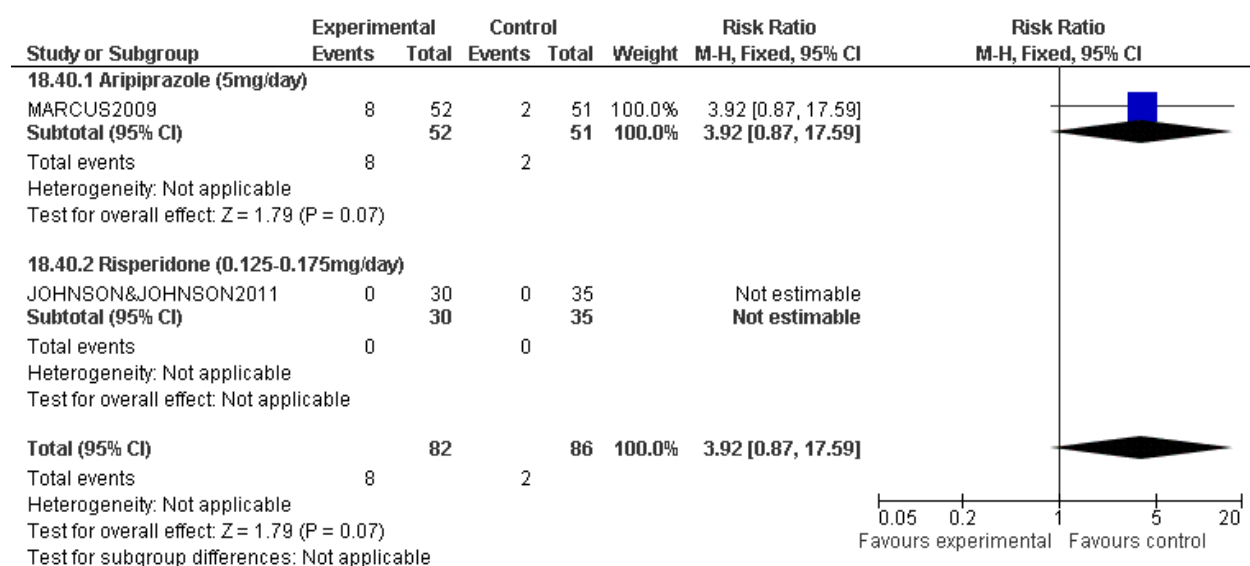 Experimental Control Risk Ratio Risk Ratio
Study or Subgroup Events Total Events Total Weight M-H, Fixed, 95% CI M-H, Fixed, 95% CI
18.40.1 Aripiprazole (5mg/day)
MARCUS2009 8 52 2 51 100.0% 3.92 [0.87, 17.59]
Subtotal (95% CI) 52 51 100.0% 3.92 [0.87, 17.59]
Total events 8 2
Heterogeneity: Not applicable
Test for overall effect: Z = 1.79 (P = 0.07)
18.40.2 Risperidone (0.125-0.175mg/day)
JOHNSON&JOHNSON2011 0 30 0 35 Not estimable
Subtotal (95% CI) 30 35 Not estimable
Total events 0 0
Heterogeneity: Not applicable
Test for overall effect: Not applicable
Total (95% CI) 82 86 100.0% 3.92 [0.87, 17.59]
Total events 8 2
Heterogeneity: Not applicable
Test for overall effect: Z = 1.79 (P = 0.07)
Test for subgroup differences: Not applicable
0.05 0.2 1 5 20
Favours experimental Favours control